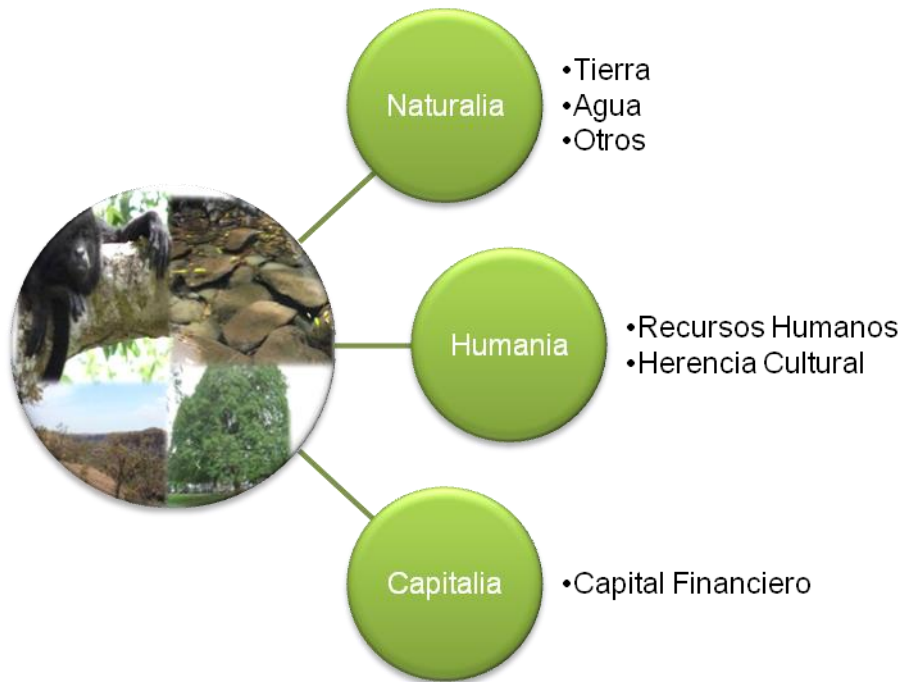 Naturalia
•Tierra
•Agua
•Otros
Humania
•Recursos Humanos
•Herencia Cultural
Capitalia
•Capital Financiero